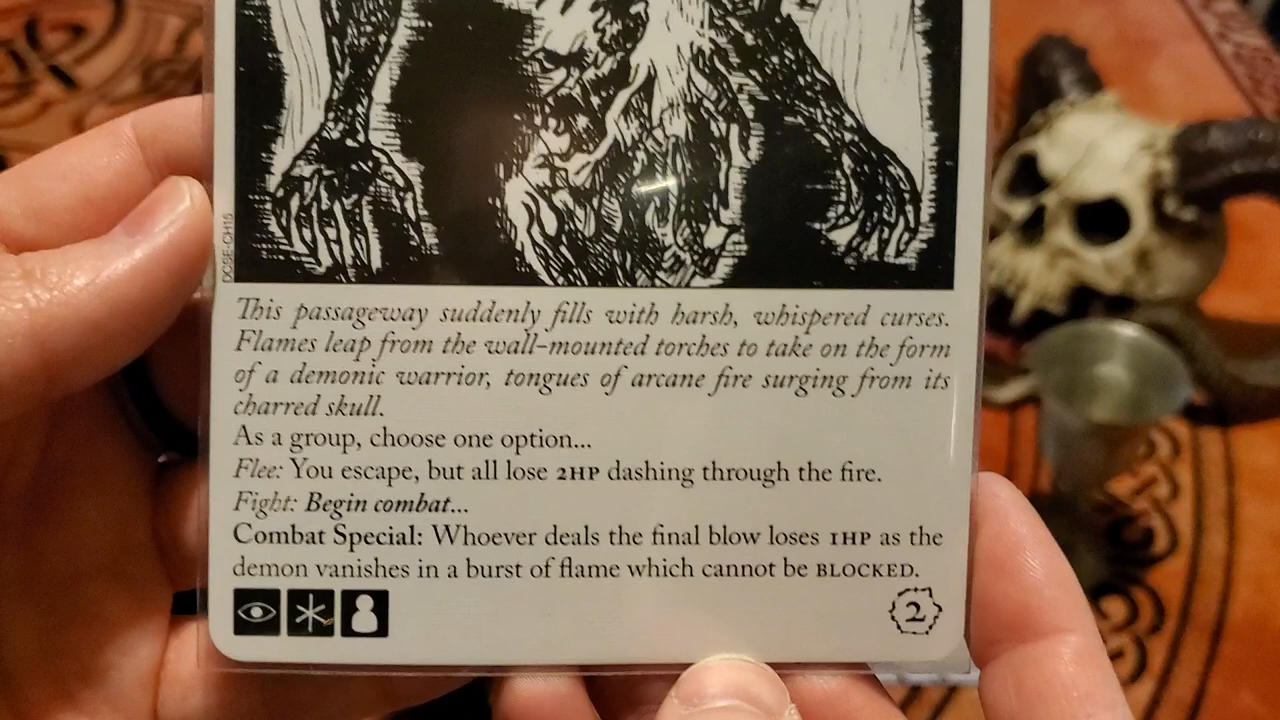 DCSE-CH15
This passageway suddenly fills with harsh, whispered curses.
Flames leap from the wall-mounted torches to take on the form
of a demonic warrior, tongues of arcane fire surging from its
charred skull.
As a group, choose one option...
Flee: You escape, but all lose 2HP dashing through the fire.
Fight: Begin combat...
Combat Special: Whoever deals the final blow loses 1HP as the
demon vanishes in a burst of flame which cannot be BLOCKED.
2